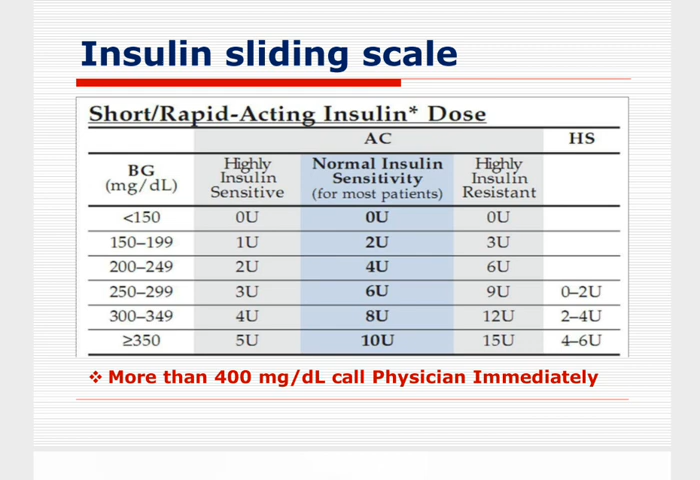 Insulin sliding scale
Short/Rapid-Acting Insulin* Dose
AC HS
BG (mg/dL) Highly Insulin Sensitive Normal Insulin Sensitivity (for most patients) Highly Insulin Resistant
<150 0U 0U 0U
150–199 1U 2U 3U
200–249 2U 4U 6U
250–299 3U 6U 9U 0–2U
300–349 4U 8U 12U 2–4U
≥350 5U 10U 15U 4–6U
❖ More than 400 mg/dL call Physician Immediately